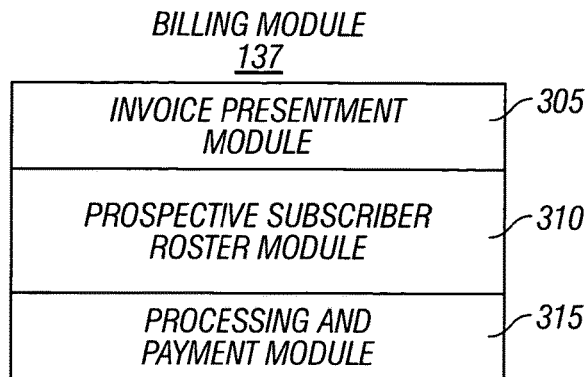 BILLING MODULE
137
INVOICE PRESENTMENT
MODULE
305
PROSPECTIVE SUBSCRIBER
ROSTER MODULE
310
PROCESSING AND
PAYMENT MODULE
315